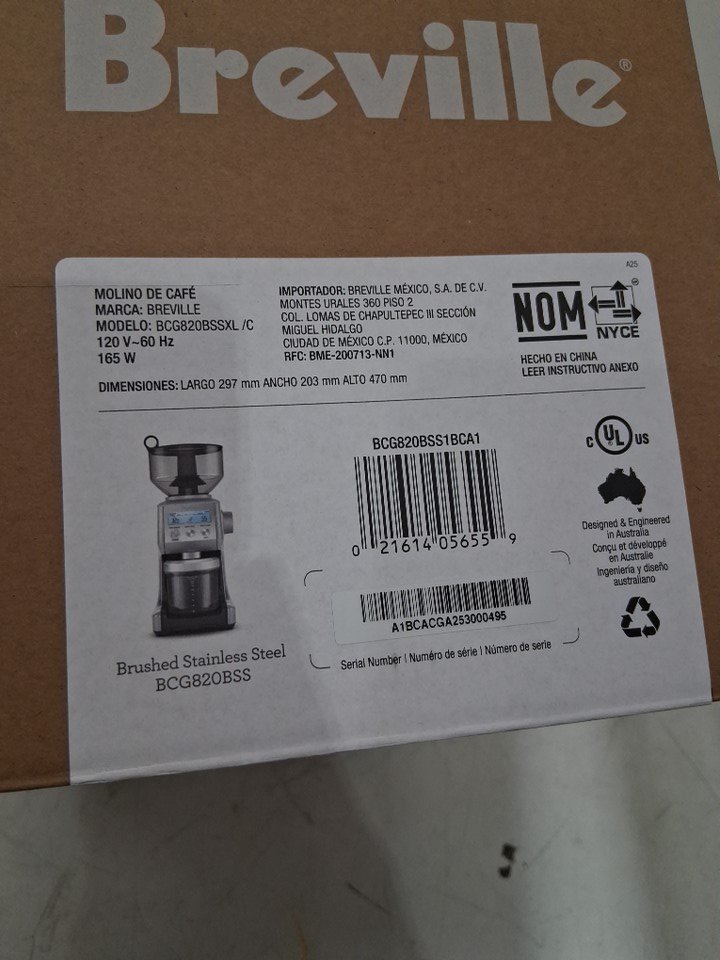 Breville®
A25
MOLINO DE CAFÉ
MARCA: BREVILLE
MODELO: BCG820BSSXL /C
120 V~60 Hz
165 W
IMPORTADOR: BREVILLE MÉXICO, S.A. DE C.V.
MONTES URALES 360 PISO 2
COL. LOMAS DE CHAPULTEPEC III SECCIÓN
MIGUEL HIDALGO
CIUDAD DE MÉXICO C.P. 11000, MÉXICO
RFC: BME-200713-NN1
NOM
NYCE
HECHO EN CHINA
LEER INSTRUCTIVO ANEXO
DIMENSIONES: LARGO 297 mm ANCHO 203 mm ALTO 470 mm
Brushed Stainless Steel
BCG820BSS
BCG820BSS1BCA1
0 21614 05655 9
A1BCACGA253000495
Serial Number | Numéro de série | Número de serie
C UL US
Designed & Engineered
in Australia
Conçu et développé
en Australie
Ingeniería y diseño
australiano